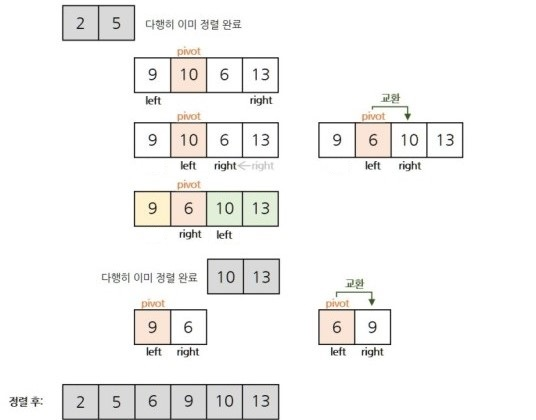 2 5 다행히 이미 정렬 완료
pivot
9 10 6 13
left right
교환
pivot pivot
9 10 6 13 9 6 10 13
left right ← right left right
pivot
9 6 10 13
right left
다행히 이미 정렬 완료 10 13
교환
pivot pivot
9 6 6 9
left right left right
정렬 후: 2 5 6 9 10 13